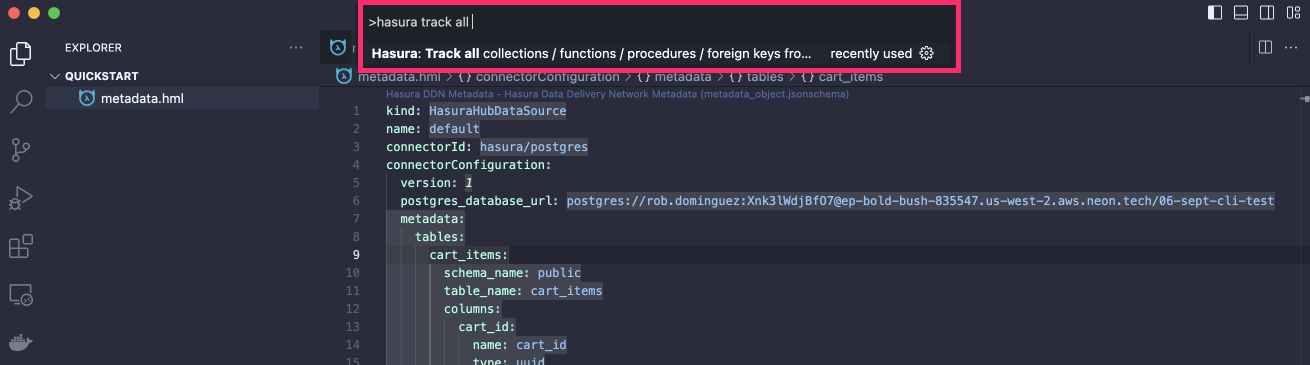 >hasura track all
Hasura: Track all collections / functions / procedures / foreign keys fro... recently used
EXPLORER ...
QUICKSTART
metadata.hml
metadata.hml > {} connectorConfiguration > {} metadata > {} tables > {} cart_items
Hasura DDN Metadata - Hasura Data Delivery Network Metadata (metadata_object.jsonschema)
1 kind: HasuraHubDataSource
2 name: default
3 connectorId: hasura/postgres
4 connectorConfiguration:
5 version: 1
6 postgres_database_url: postgres://rob.dominguez:Xnk3lWdjBfO7@ep-bold-bush-835547.us-west-2.aws.neon.tech/06-sept-cli-test
7 metadata:
8 tables:
9 cart_items:
10 schema_name: public
11 table_name: cart_items
12 columns:
13 cart_id:
14 name: cart_id
15 type: uuid